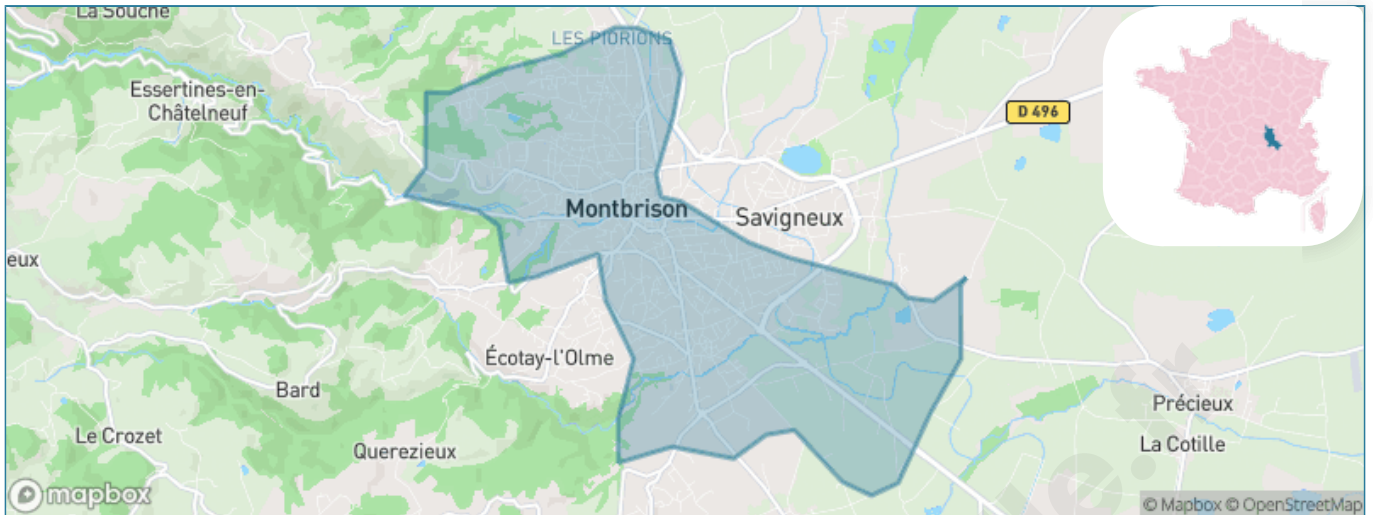 La Souche
LES PIORIONS
Essertines-en-
Châtelneuf
D 496
Montbrison
Savigneux
eux
Écotay-l'Olme
Bard
Précieux
Le Crozet
Querezieux
La Cotille
mapbox
© Mapbox © OpenStreetMap